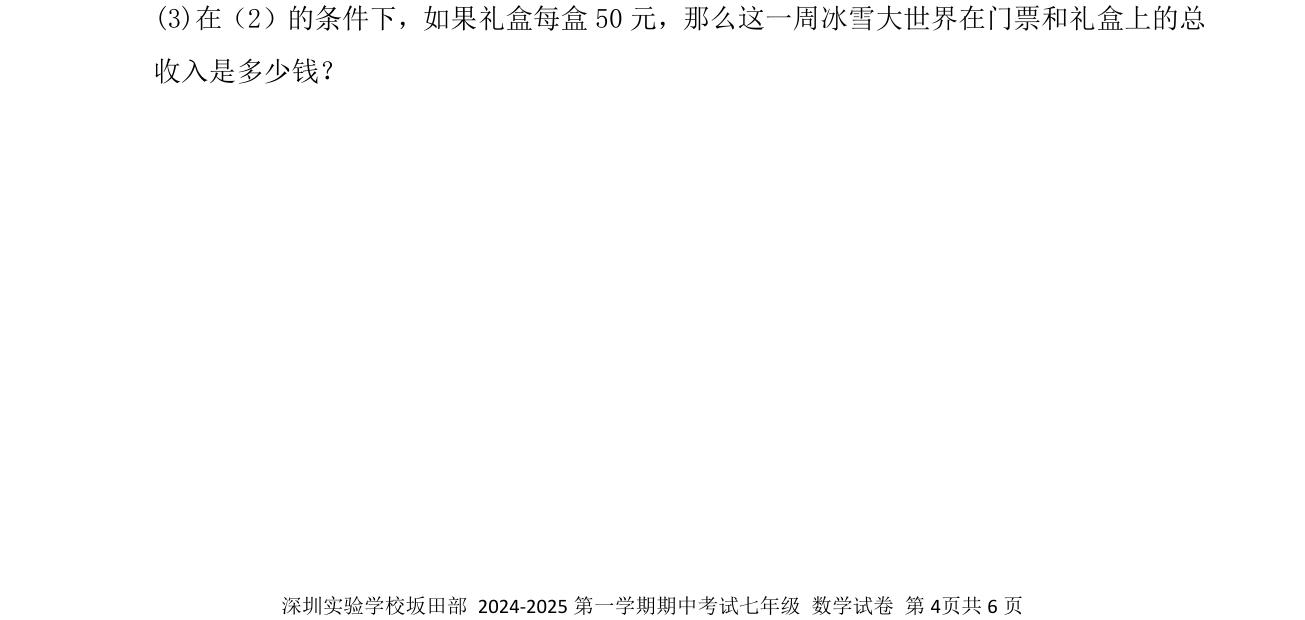 (3)在（2）的条件下，如果礼盒每盒 50 元，那么这一周冰雪大世界在门票和礼盒上的总
收入是多少钱？
深圳实验学校坂田部 2024-2025 第一学期期中考试七年级 数学试卷 第 4页共 6 页